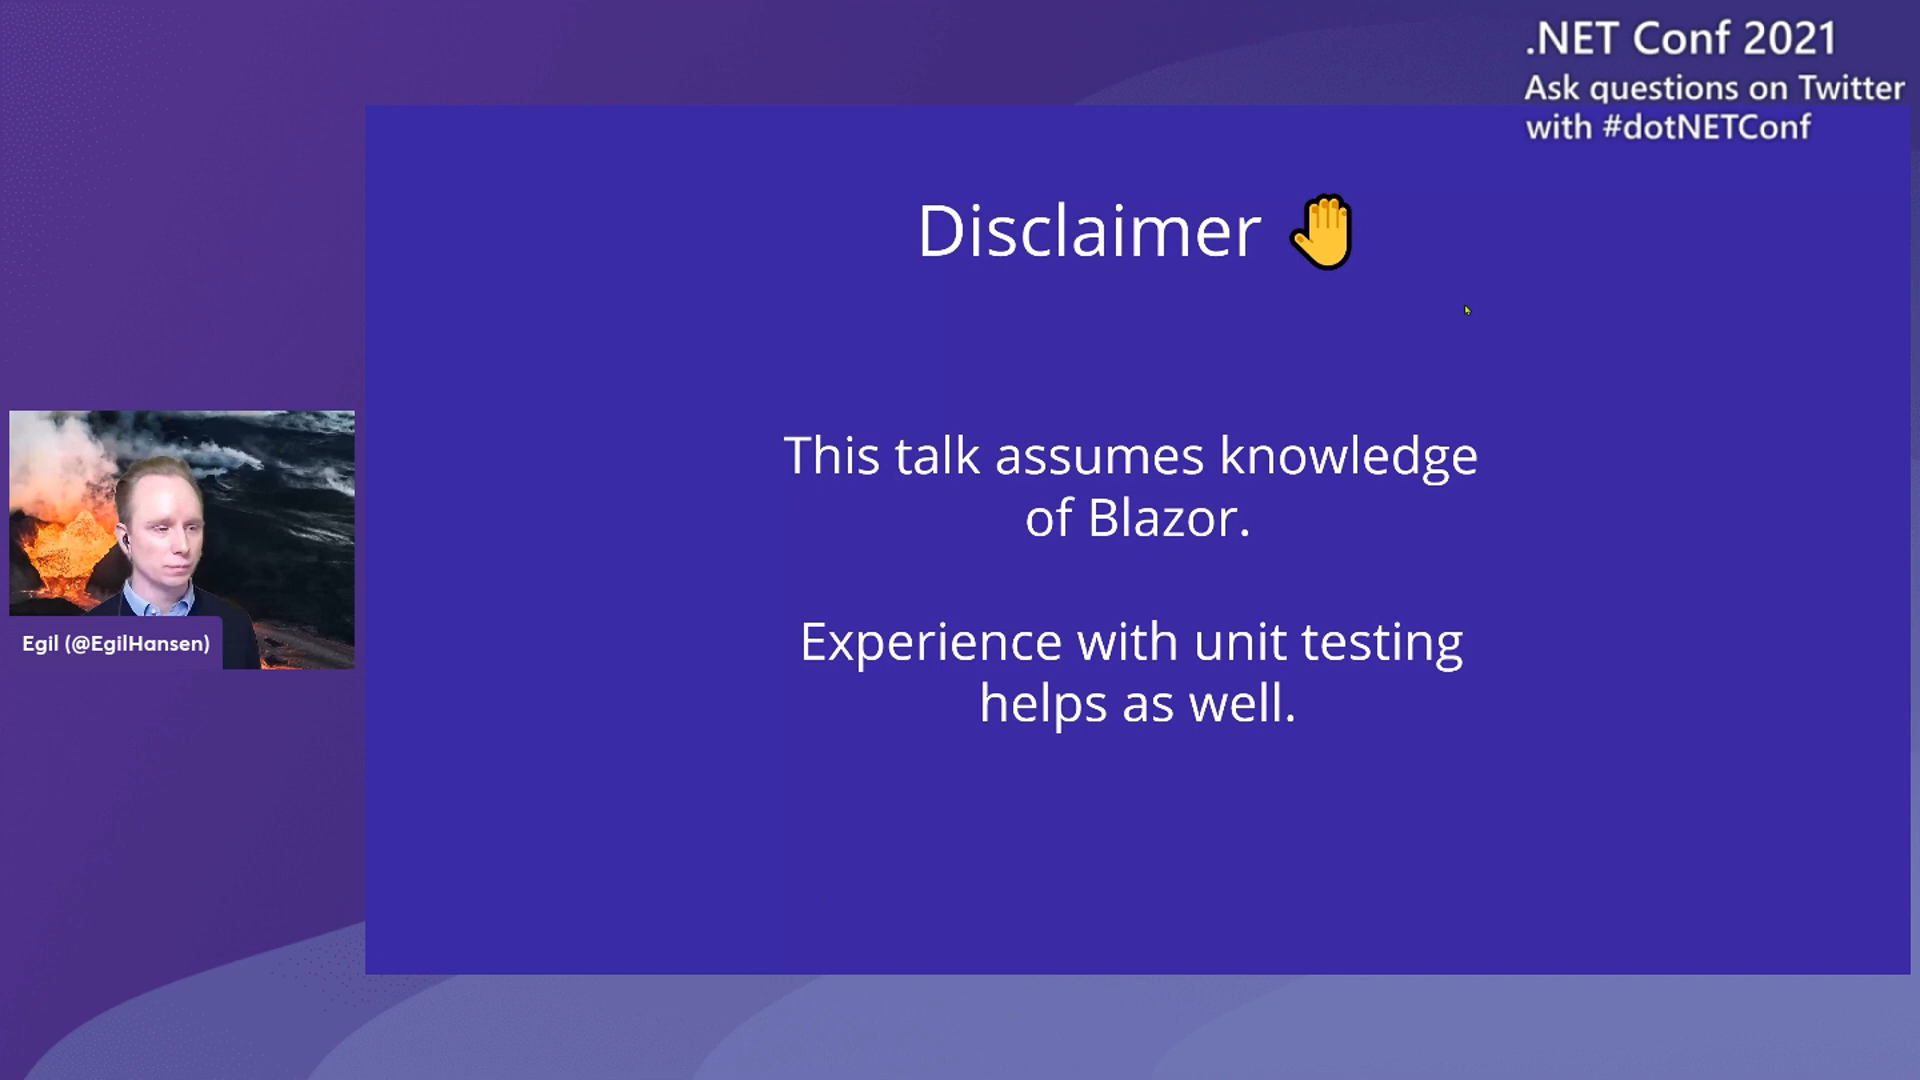 .NET Conf 2021
Ask questions on Twitter
with #dotNETConf
Disclaimer 🤚
This talk assumes knowledge
of Blazor.
Experience with unit testing
helps as well.
Egil (@EgilHansen)